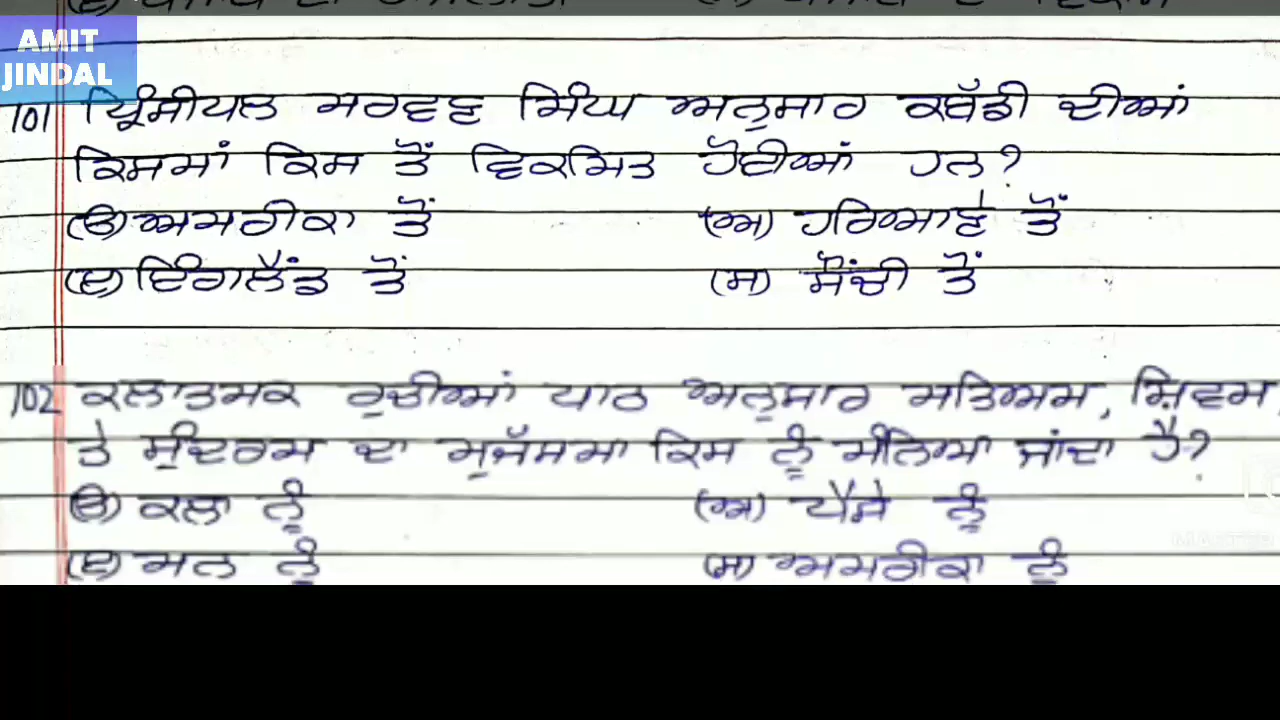 AMIT
JINDAL
101 ਪ੍ਰਿੰਸੀਪਲ ਸਰਵਣ ਸਿੰਘ ਅਨੁਸਾਰ ਕਬੱਡੀ ਦੀਆਂ
ਕਿਸਮਾਂ ਕਿਸ ਤੋਂ ਵਿਕਸਿਤ ਹੋਈਆਂ ਹਨ?
(ੳ) ਅਮਰੀਕਾ ਤੋਂ (ਅ) ਹਰਿਆਣੇ ਤੋਂ
(ੲ) ਇੰਗਲੈਂਡ ਤੋਂ (ਸ) ਸੌਂਚੀ ਤੋਂ
102 ਕਲਾਤਮਕ ਰੁਚੀਆਂ ਪਾਠ ਅਨੁਸਾਰ ਸਤਿਅਮ, ਸ਼ਿਵਮ,
ਤੇ ਸੁੰਦਰਮ ਦਾ ਮੁਜੱਸਮਾ ਕਿਸ ਨੂੰ ਮੰਨਿਆ ਜਾਂਦਾ ਹੈ?
(ੳ) ਕਲਾ ਨੂੰ (ਅ) ਪੈਸੇ ਨੂੰ
(ੲ) ਮਨ ਨੂੰ (ਸ) ਅਮਰੀਕਾ ਨੂੰ